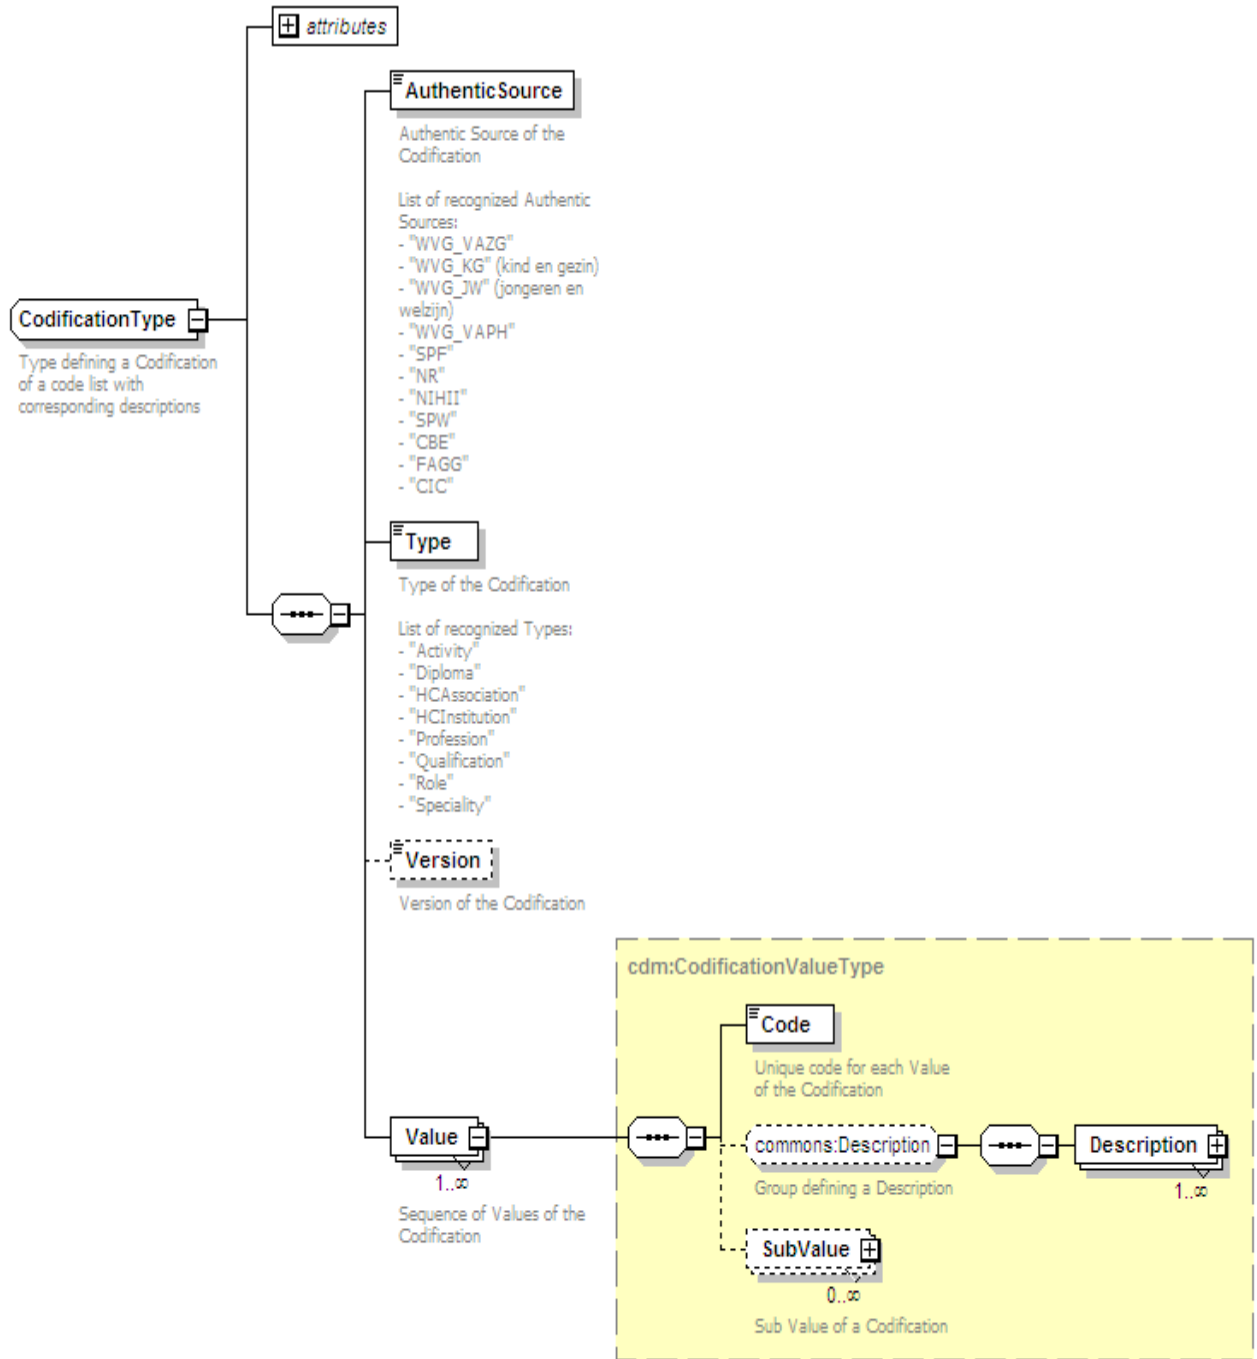 attributes
AuthenticSource
Authentic Source of the
Codification
List of recognized Authentic
Sources:
- "WVG_VAZG"
- "WVG_KG" (kind en gezin)
- "WVG_JW" (jongeren en
welzijn)
- "WVG_VAPH"
- "SPF"
- "NR"
- "NIHII"
- "SPW"
- "CBE"
- "FAGG"
- "CIC"
CodificationType
Type defining a Codification
of a code list with
corresponding descriptions
Type
Type of the Codification
List of recognized Types:
- "Activity"
- "Diploma"
- "HCAssociation"
- "HCInstitution"
- "Profession"
- "Qualification"
- "Role"
- "Speciality"
Version
Version of the Codification
Value
1..∞
Sequence of Values of the
Codification
cdm:CodificationValueType
Code
Unique code for each Value
of the Codification
commons:Description
Group defining a Description
Description
1..∞
SubValue
0..∞
Sub Value of a Codification